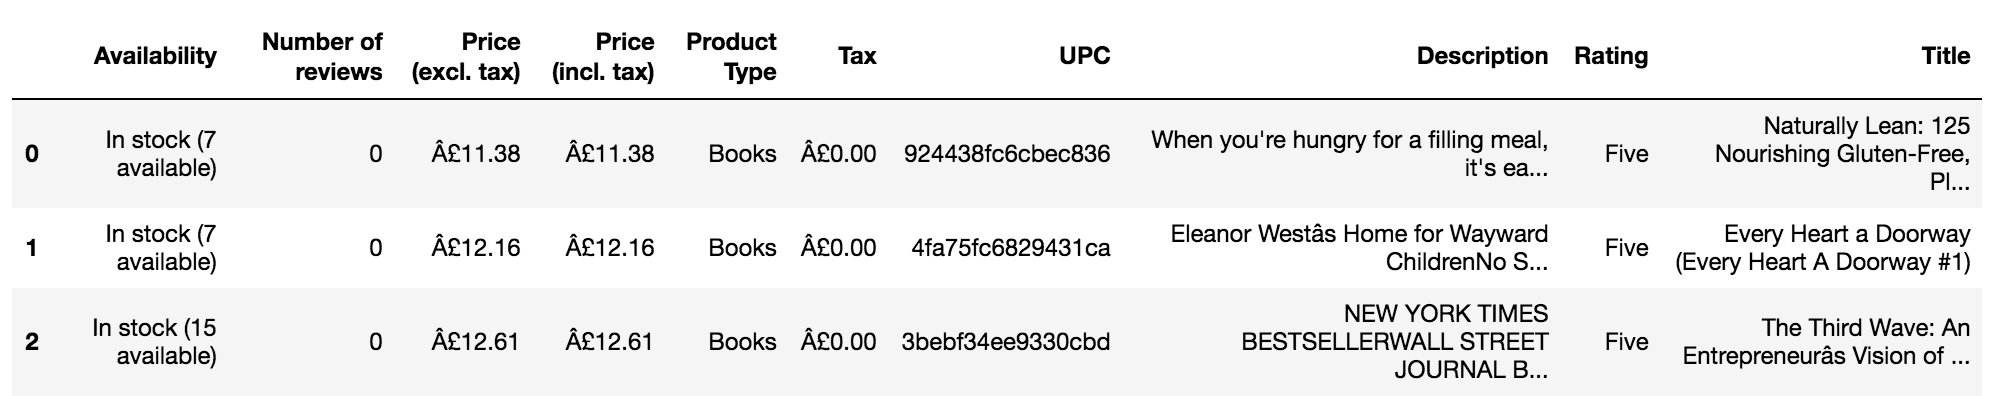 Availability Number of reviews Price (excl. tax) Price (incl. tax) Product Type Tax UPC Description Rating Title
0 In stock (7 available) 0 Â£11.38 Â£11.38 Books Â£0.00 924438fc6cbec836 When you're hungry for a filling meal, it's ea... Five Naturally Lean: 125 Nourishing Gluten-Free, Pl...
1 In stock (7 available) 0 Â£12.16 Â£12.16 Books Â£0.00 4fa75fc6829431ca Eleanor Westâs Home for Wayward ChildrenNo S... Five Every Heart a Doorway (Every Heart A Doorway #1)
2 In stock (15 available) 0 Â£12.61 Â£12.61 Books Â£0.00 3bebf34ee9330cbd NEW YORK TIMES BESTSELLERWALL STREET JOURNAL B... Five The Third Wave: An Entrepreneurâs Vision of ...